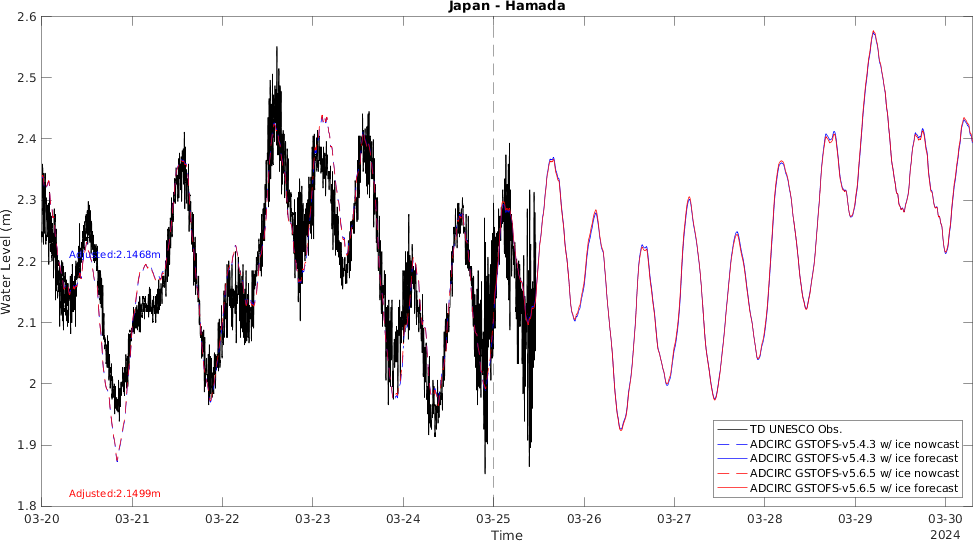 Japan - Hamada
2.6
2.5
2.4
2.3
2.2
2.1
2
1.9
1.8
Water Level (m)
Adjusted:2.1468m
Adjusted:2.1499m
TD UNESCO Obs.
ADCIRC GSTOFS-v5.4.3 w/ ice nowcast
ADCIRC GSTOFS-v5.4.3 w/ ice forecast
ADCIRC GSTOFS-v5.6.5 w/ ice nowcast
ADCIRC GSTOFS-v5.6.5 w/ ice forecast
03-20 03-21 03-22 03-23 03-24 03-25 03-26 03-27 03-28 03-29 03-30
Time
2024